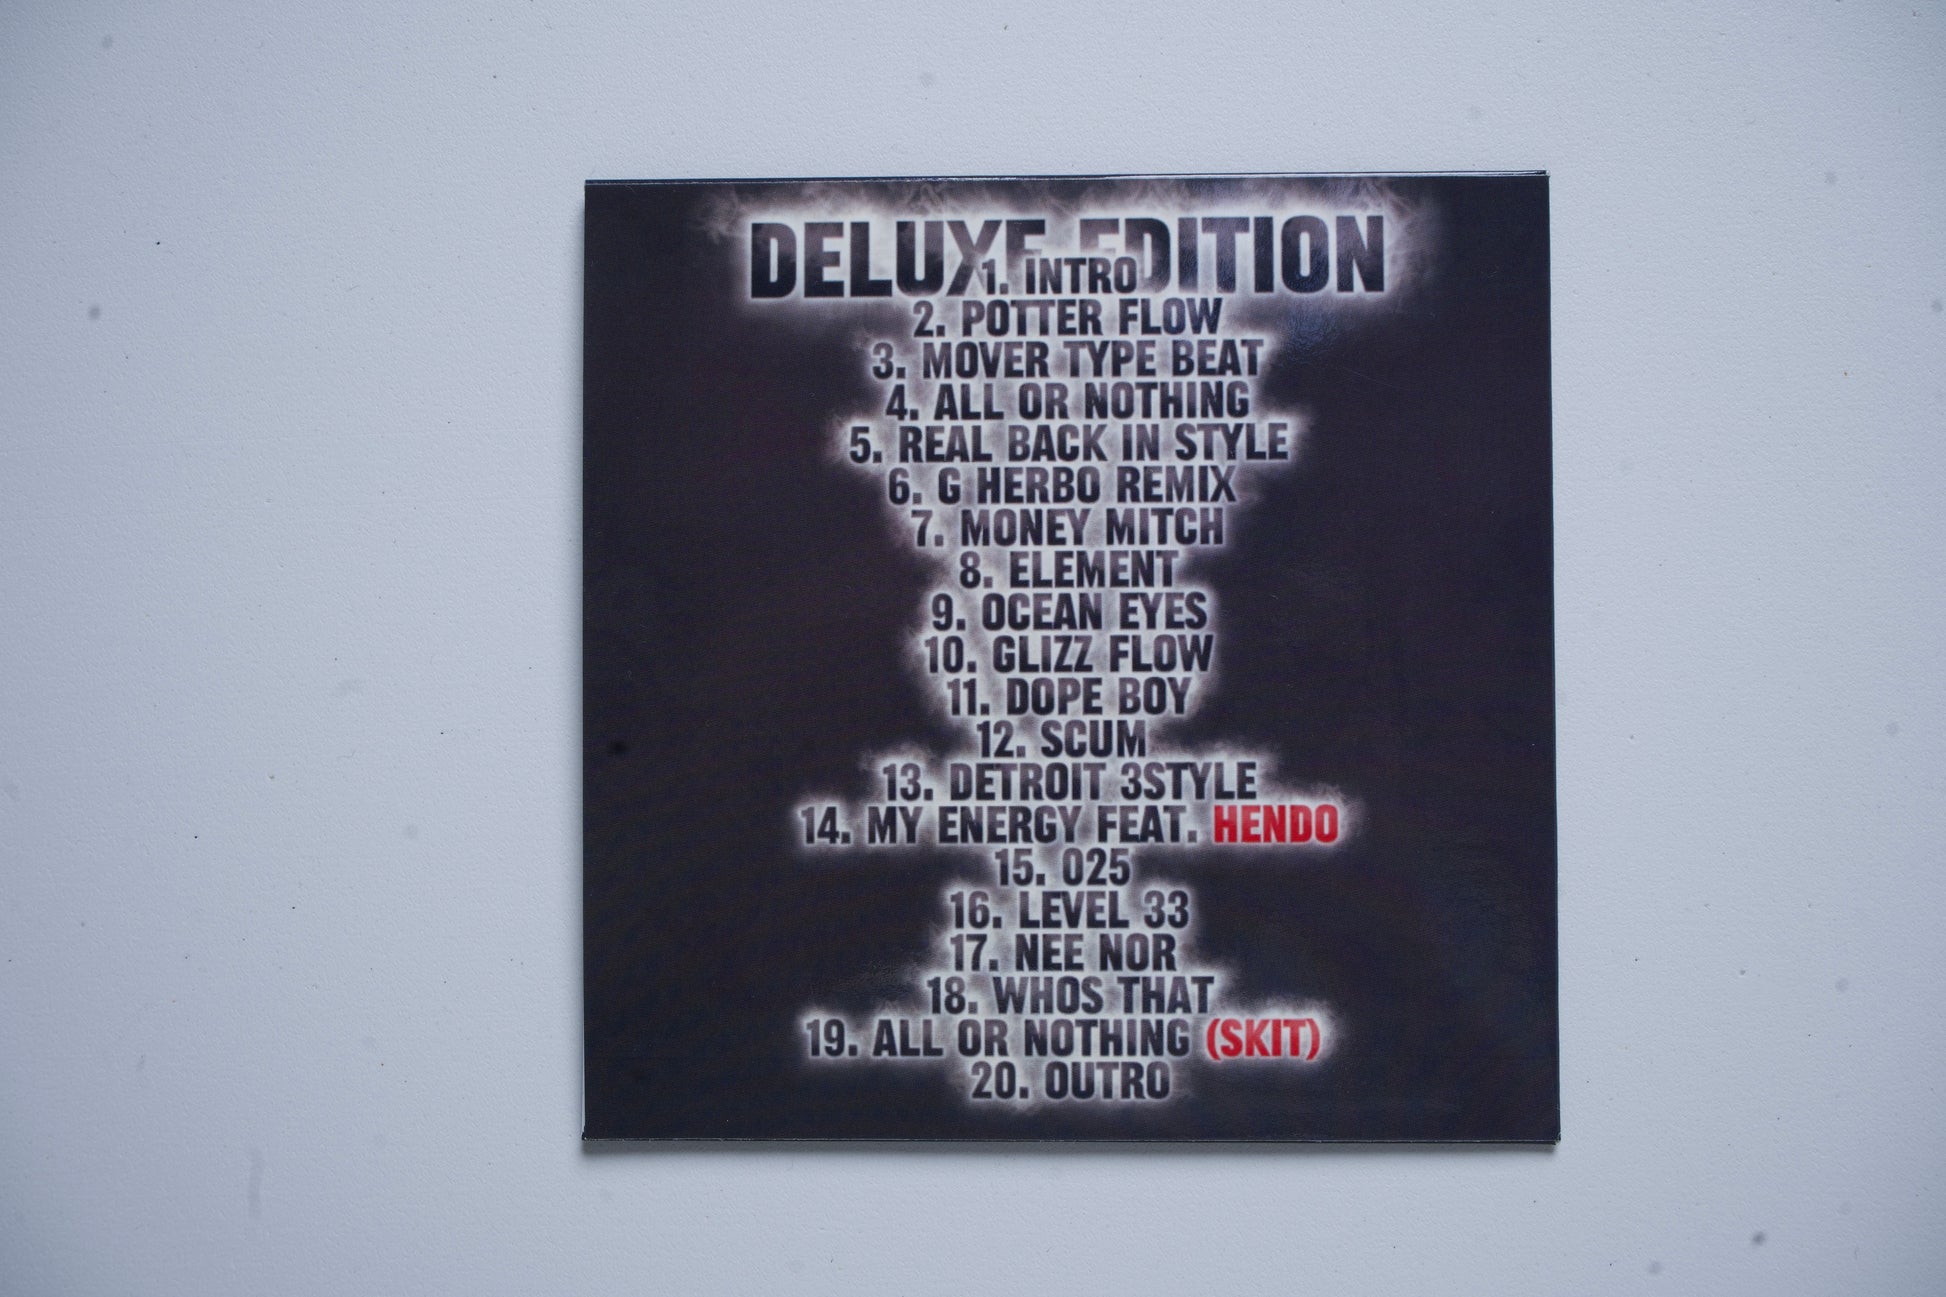 DELUXE EDITION
1. INTRO
2. POTTER FLOW
3. MOVER TYPE BEAT
4. ALL OR NOTHING
5. REAL BACK IN STYLE
6. G HERBO REMIX
7. MONEY MITCH
8. ELEMENT
9. OCEAN EYES
10. GLIZZ FLOW
11. DOPE BOY
12. SCUM
13. DETROIT 3STYLE
14. MY ENERGY FEAT. HENDO
15. 025
16. LEVEL 33
17. NEE NOR
18. WHOS THAT
19. ALL OR NOTHING (SKIT)
20. OUTRO